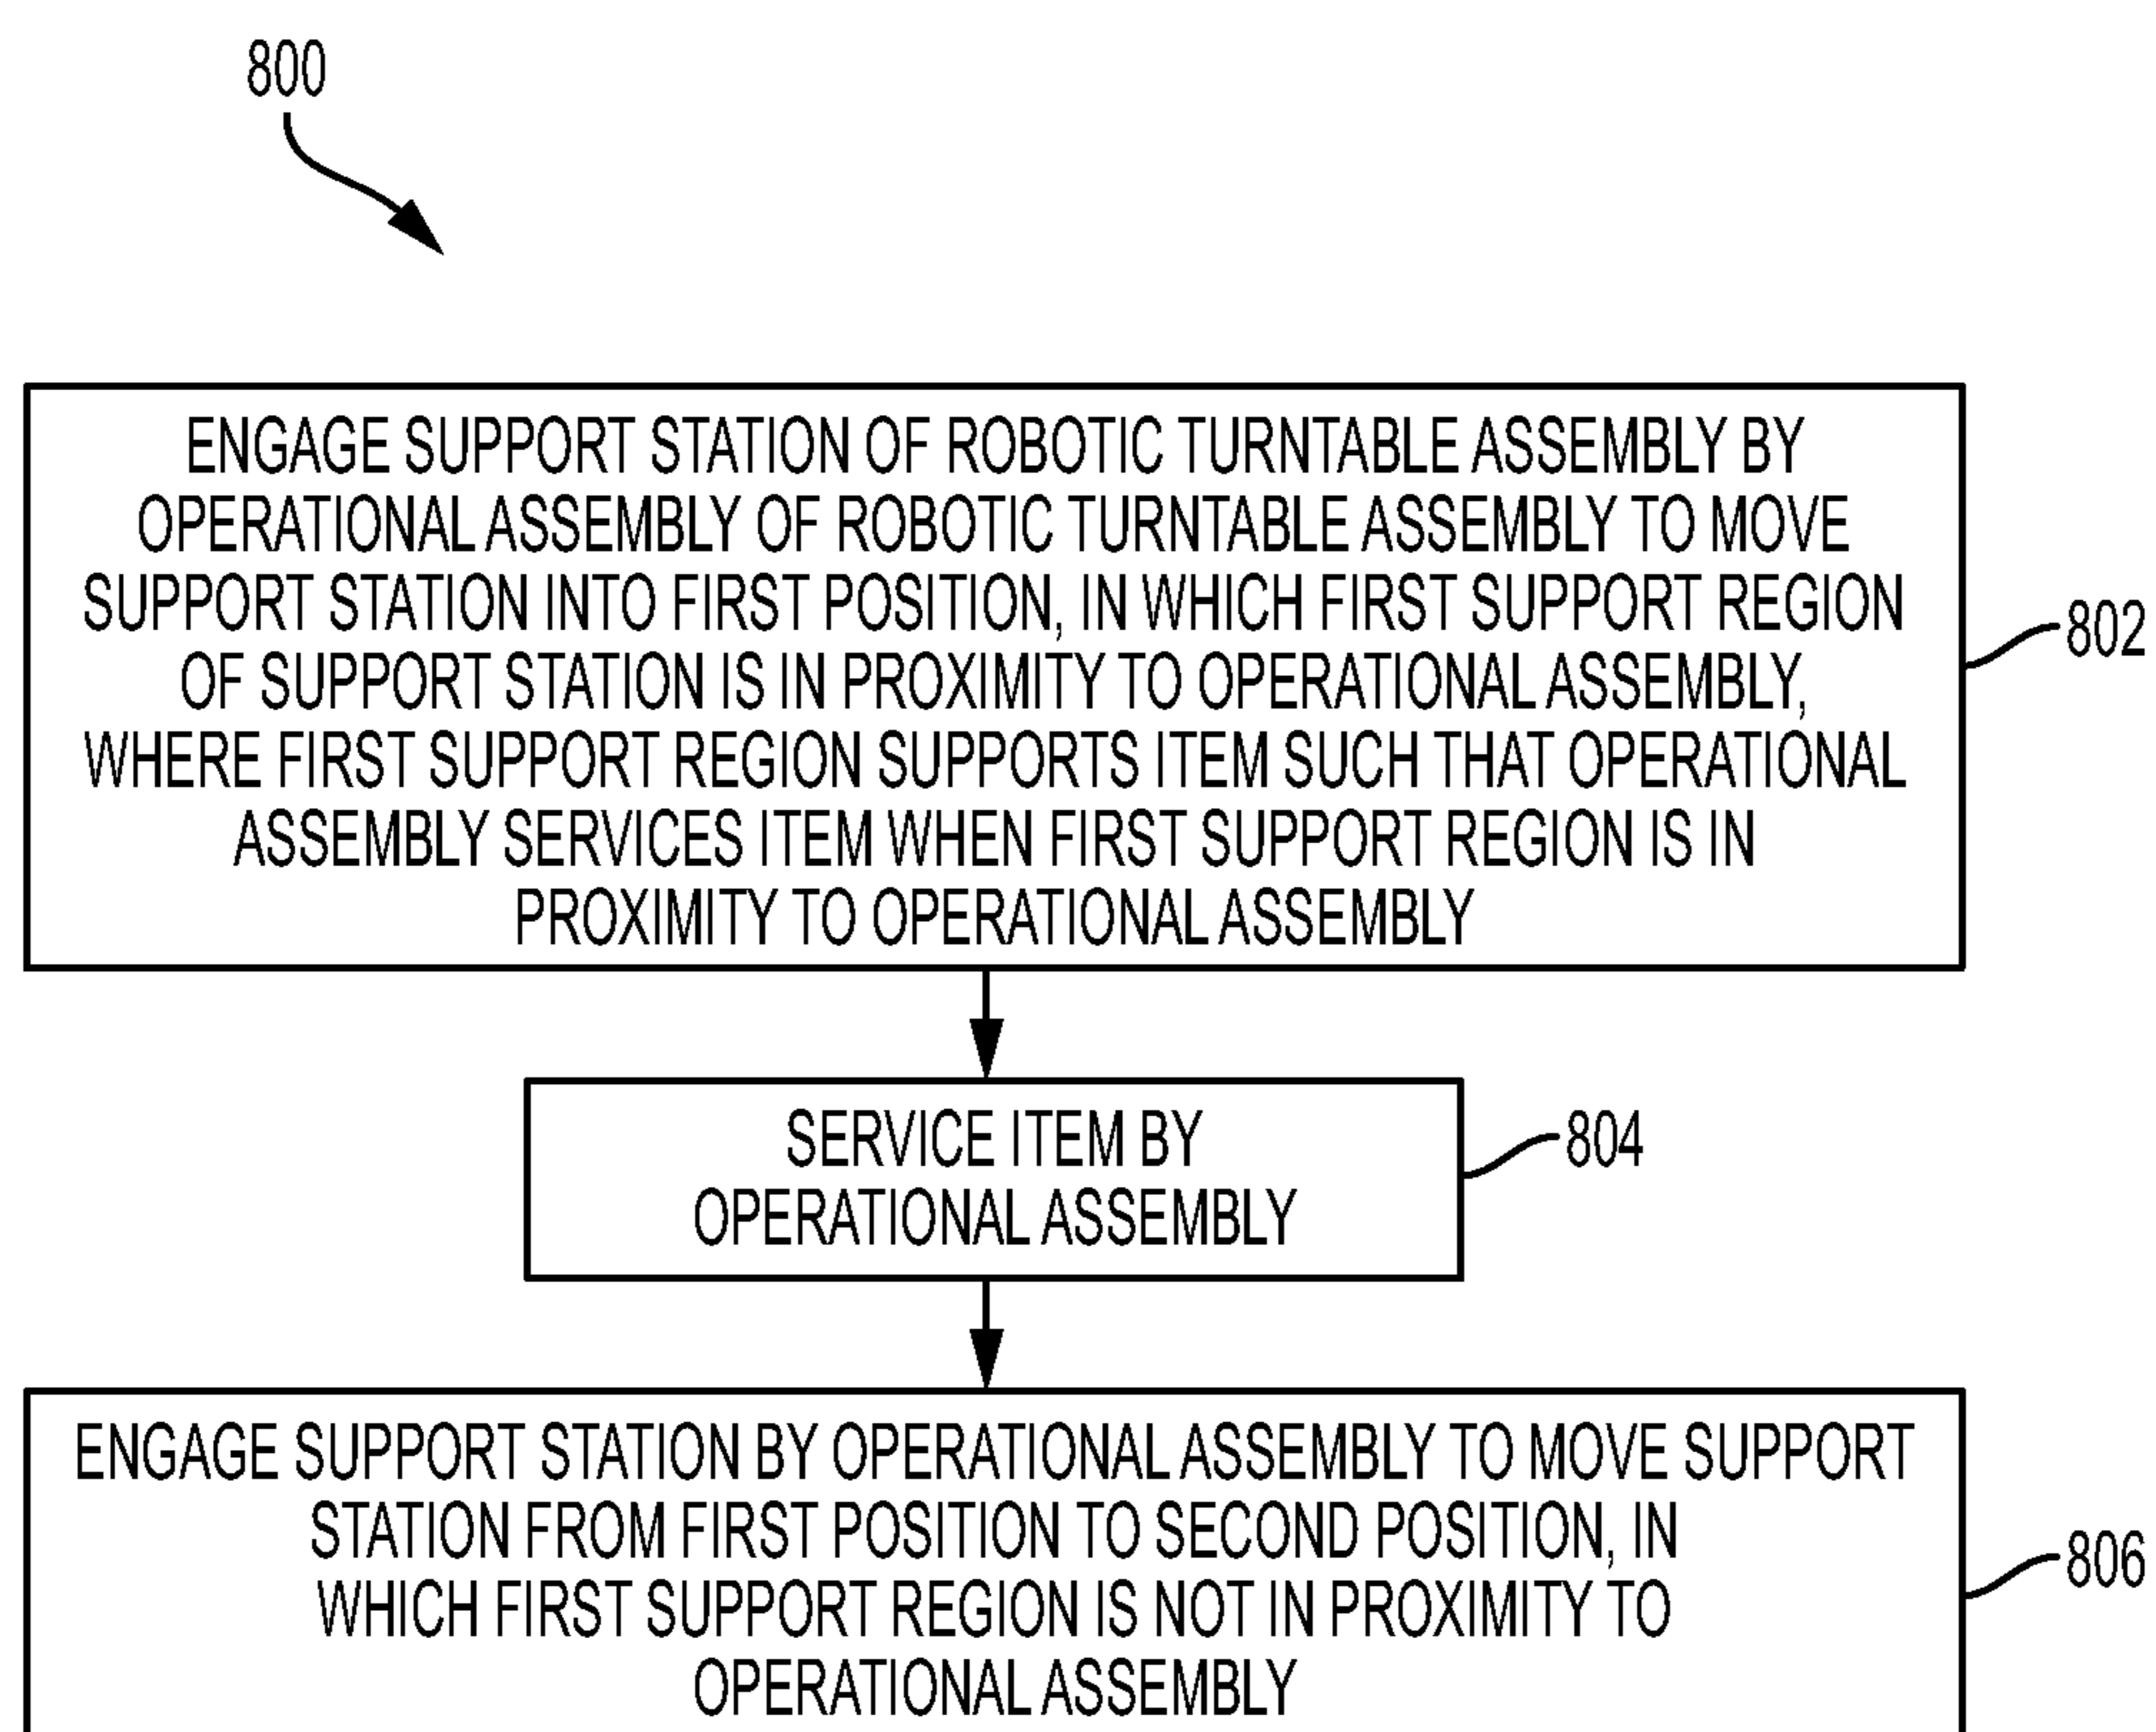 800
ENGAGE SUPPORT STATION OF ROBOTIC TURNTABLE ASSEMBLY BY
OPERATIONAL ASSEMBLY OF ROBOTIC TURNTABLE ASSEMBLY TO MOVE
SUPPORT STATION INTO FIRST POSITION, IN WHICH FIRST SUPPORT REGION
OF SUPPORT STATION IS IN PROXIMITY TO OPERATIONAL ASSEMBLY,
WHERE FIRST SUPPORT REGION SUPPORTS ITEM SUCH THAT OPERATIONAL
ASSEMBLY SERVICES ITEM WHEN FIRST SUPPORT REGION IS IN
PROXIMITY TO OPERATIONAL ASSEMBLY
802
SERVICE ITEM BY
OPERATIONAL ASSEMBLY
804
ENGAGE SUPPORT STATION BY OPERATIONAL ASSEMBLY TO MOVE SUPPORT
STATION FROM FIRST POSITION TO SECOND POSITION, IN
WHICH FIRST SUPPORT REGION IS NOT IN PROXIMITY TO
OPERATIONAL ASSEMBLY
806